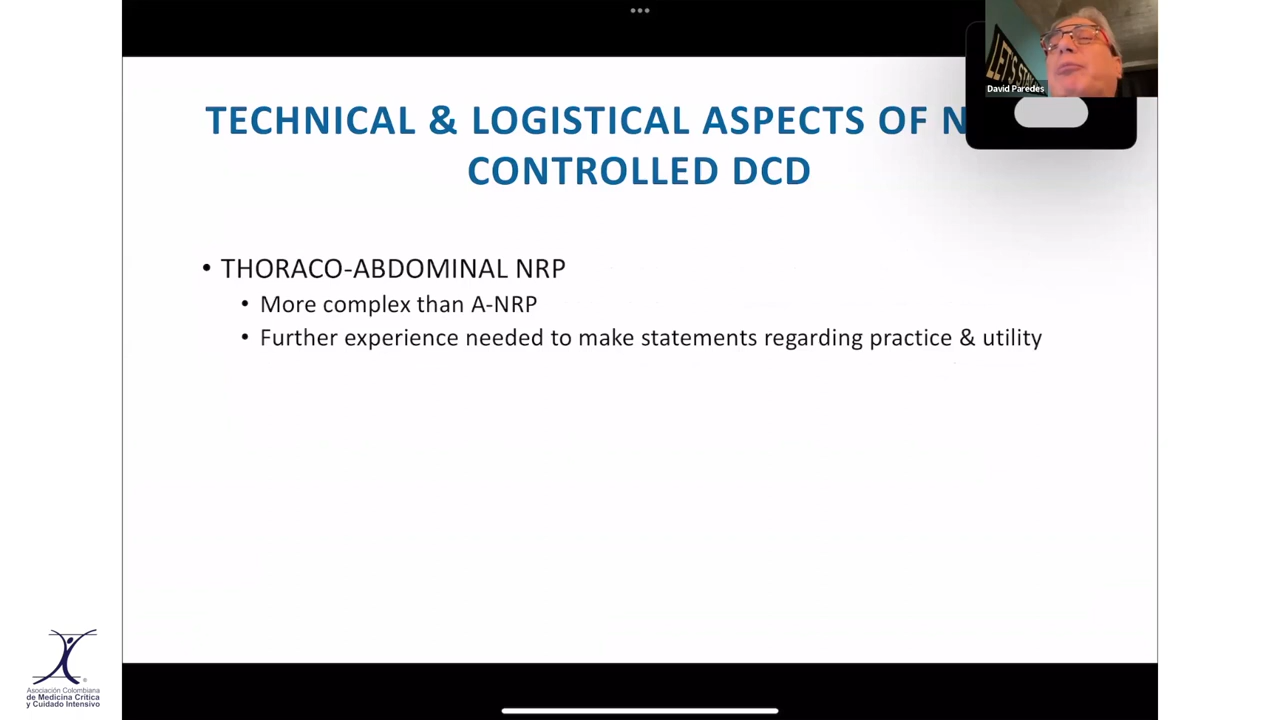 TECHNICAL & LOGISTICAL ASPECTS OF N
CONTROLLED DCD
• THORACO-ABDOMINAL NRP
• More complex than A-NRP
• Further experience needed to make statements regarding practice & utility
LET'S
David Paredes
Asociación Colombiana
de Medicina Crítica
y Cuidado Intensivo